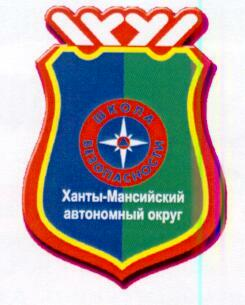 ШКОЛА
БЕЗОПАСНОСТИ
Ханты-Мансийский
автономный округ